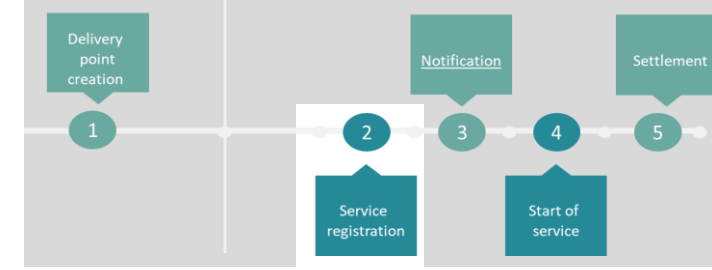 Delivery
point
creation
1
2
Service
registration
Notification
3
4
Start of
service
Settlement
5